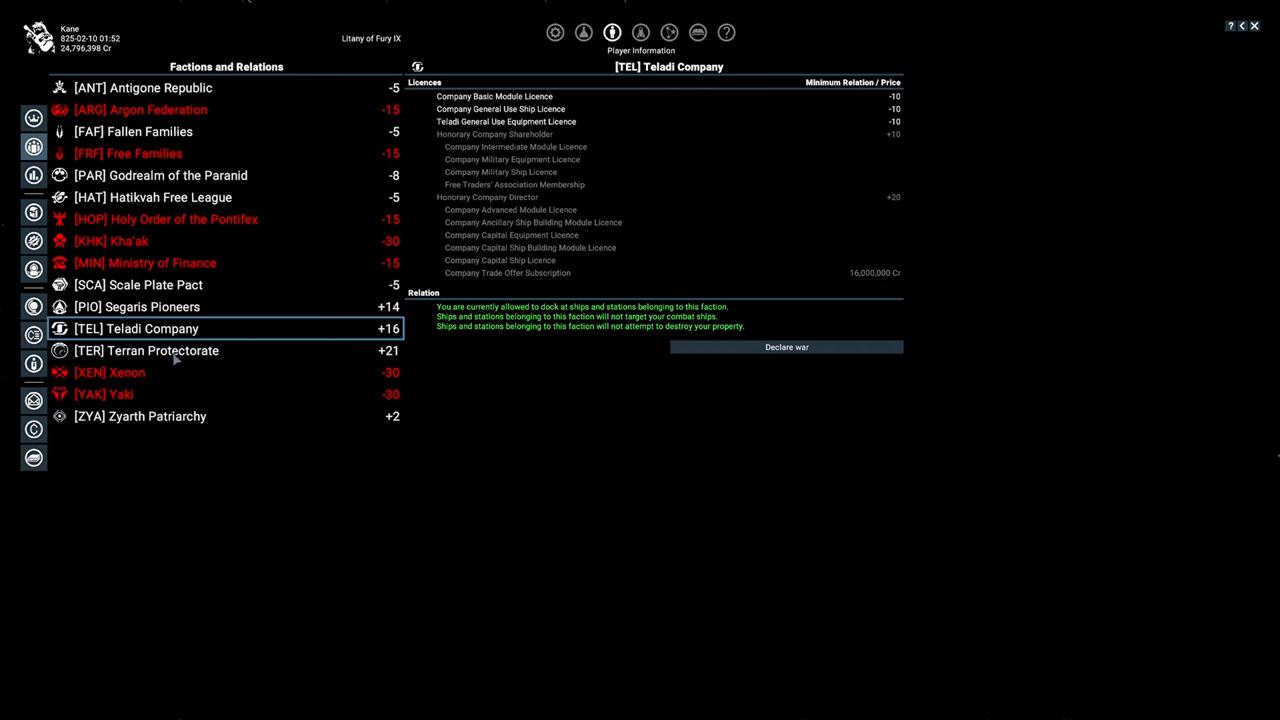 Kane
825-02-10 01:52
24,796,398 Cr
Litany of Fury IX
?
Player Information
? < X
Factions and Relations
[ANT] Antigone Republic -5
[ARG] Argon Federation -15
[FAF] Fallen Families -5
[FRF] Free Families -15
[PAR] Godrealm of the Paranid -8
[HAT] Hatikvah Free League -5
[HOP] Holy Order of the Pontifex -15
[KHK] Kha'ak -30
[MIN] Ministry of Finance -15
[SCA] Scale Plate Pact -5
[PIO] Segaris Pioneers +14
[TEL] Teladi Company +16
[TER] Terran Protectorate +21
[XEN] Xenon -30
[YAK] Yaki -30
[ZYA] Zyarth Patriarchy +2
[TEL] Teladi Company
Licences Minimum Relation / Price
Company Basic Module Licence -10
Company General Use Ship Licence -10
Teladi General Use Equipment Licence -10
Honorary Company Shareholder +10
Company Intermediate Module Licence
Company Military Equipment Licence
Company Military Ship Licence
Free Traders' Association Membership
Honorary Company Director +20
Company Advanced Module Licence
Company Ancillary Ship Building Module Licence
Company Capital Equipment Licence
Company Capital Ship Building Module Licence
Company Capital Ship Licence
Company Trade Offer Subscription 16,000,000 Cr
Relation
You are currently allowed to dock at ships and stations belonging to this faction.
Ships and stations belonging to this faction will not target your combat ships.
Ships and stations belonging to this faction will not attempt to destroy your property.
Declare war